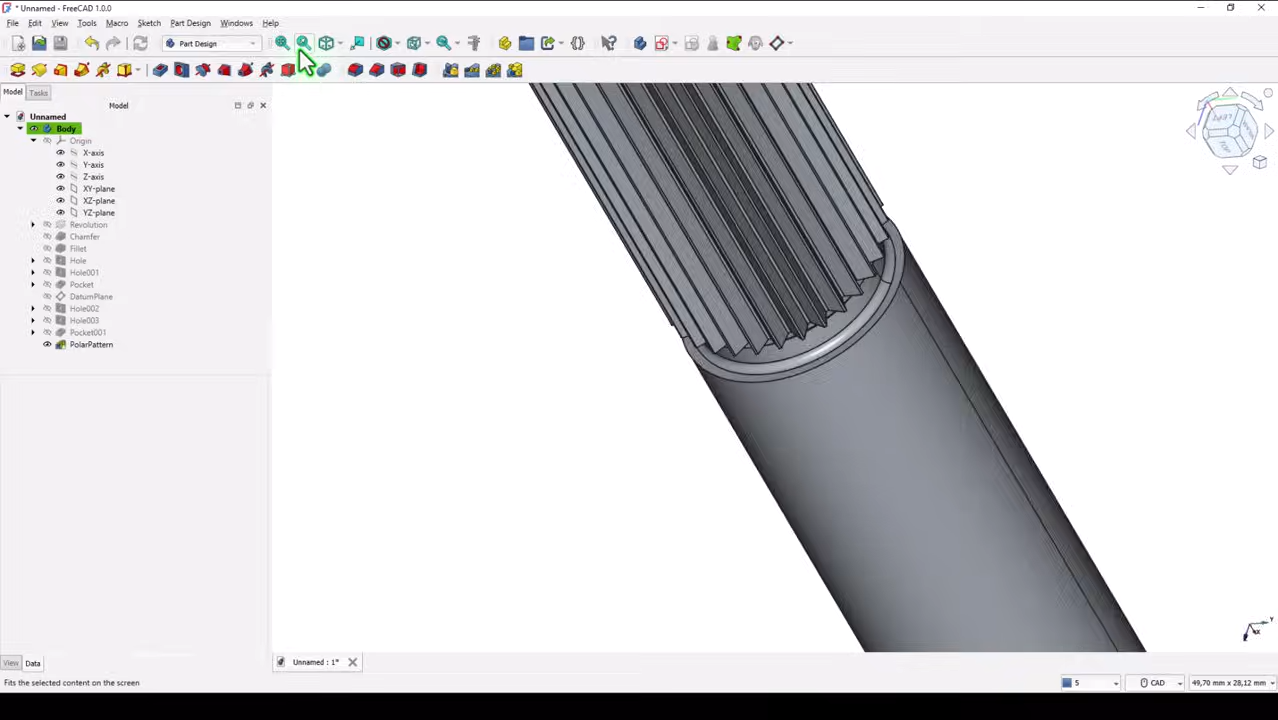 * Unnamed - FreeCAD 1.0.0
File Edit View Tools Macro Sketch Part Design Windows Help
Part Design
Model Tasks
Model
Unnamed
Body
Origin
X-axis
Y-axis
Z-axis
XY-plane
XZ-plane
YZ-plane
Revolution
Chamfer
Fillet
Hole
Hole001
Pocket
DatumPlane
Hole002
Hole003
Pocket001
PolarPattern
LEFT
TOP
View Data
Unnamed : 1*
Fits the selected content on the screen
5
CAD
49,70 mm x 28,12 mm